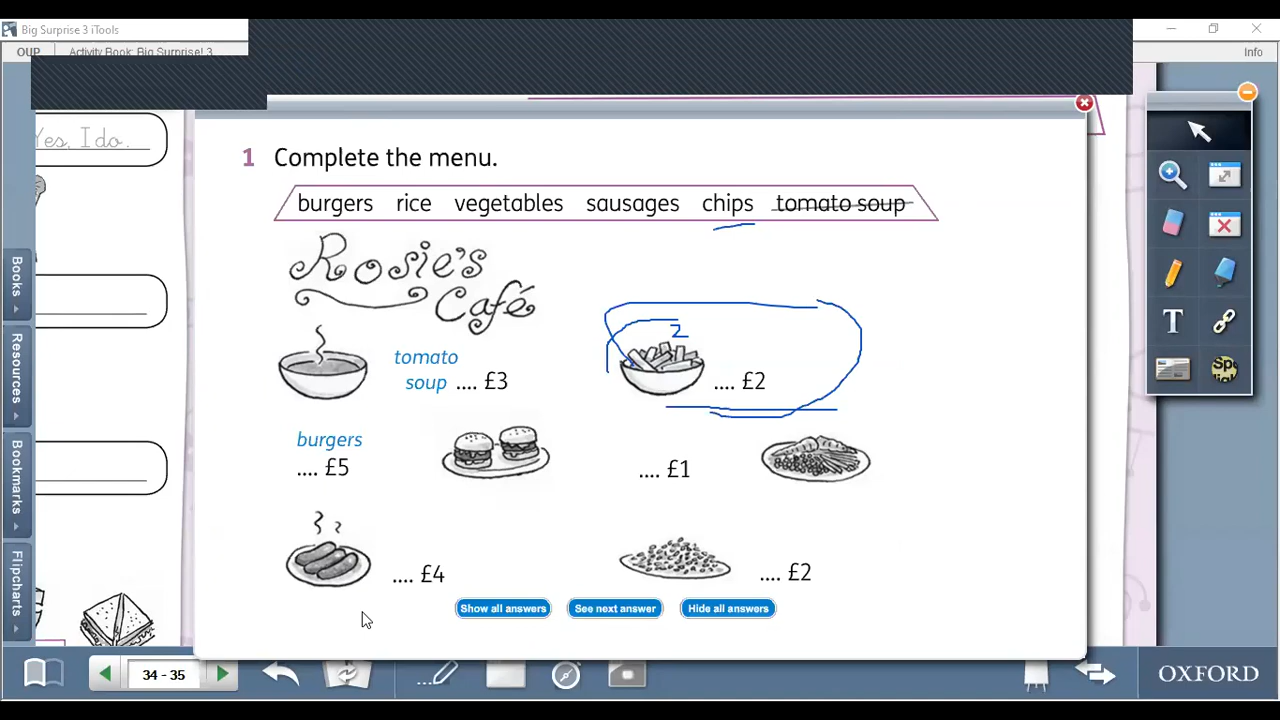 Big Surprise 3 iTools
OUP Activity Book: Big Surprise! 3 Info
Yes, I do.
1 Complete the menu.
burgers rice vegetables sausages chips tomato soup
Rosie's
Café
2
tomato
soup .... £3
.... £2
burgers
.... £5
.... £1
.... £4
.... £2
Show all answers See next answer Hide all answers
Books
Resources
Bookmarks
Flipcharts
T
34 - 35
OXFORD